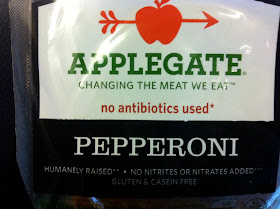 APPLEGATE®
CHANGING THE MEAT WE EAT™
no antibiotics used*
PEPPERONI
HUMANELY RAISED** • NO NITRITES OR NITRATES ADDED***
GLUTEN & CASEIN FREE